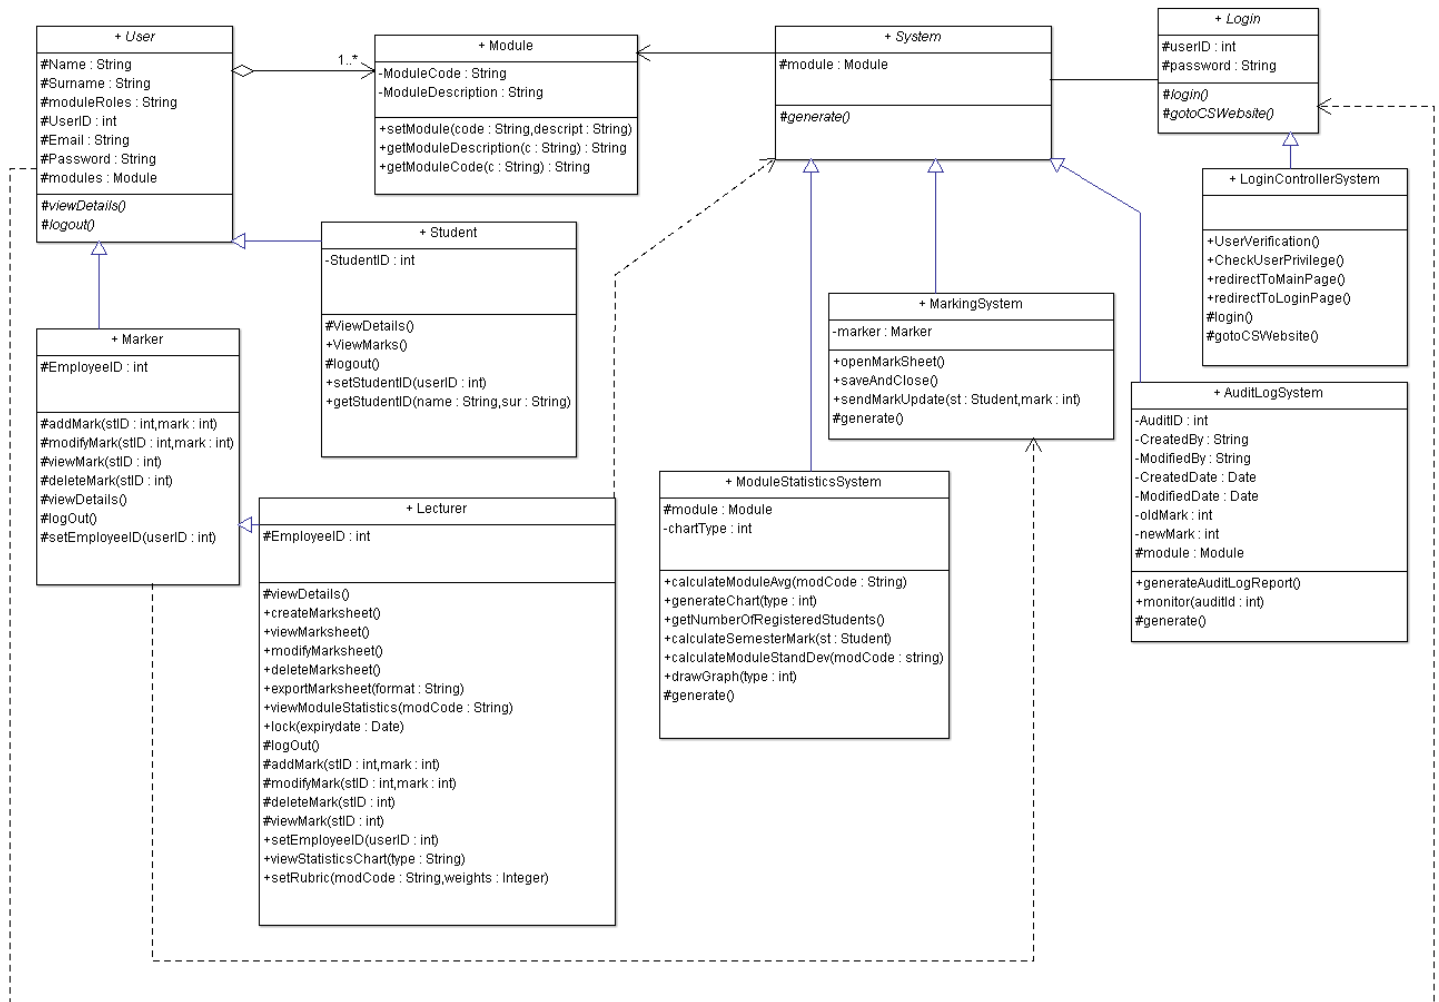 + User
#Name : String
#Surname : String
#moduleRoles : String
#UserID : int
#Email : String
#Password : String
#modules : Module
#viewDetails()
#logout()
1..*
+ Module
-ModuleCode : String
-ModuleDescription : String
+setModule(code : String,descript : String)
+getModuleDescription(c : String) : String
+getModuleCode(c : String) : String
+ System
#module : Module
#generate()
+ Login
#userID : int
#password : String
#login()
#gotoCSWebsite()
+ LoginControllerSystem
+UserVerification()
+CheckUserPrivilege()
+redirectToMainPage()
+redirectToLoginPage()
#login()
#gotoCSWebsite()
+ Student
-StudentID : int
#ViewDetails()
+ViewMarks()
#logout()
+setStudentID(userID : int)
+getStudentID(name : String,sur : String)
+ MarkingSystem
-marker : Marker
+openMarkSheet()
+saveAndClose()
+sendMarkUpdate(st : Student,mark : int)
#generate()
+ Marker
#EmployeeID : int
#addMark(stID : int,mark : int)
#modifyMark(stID : int,mark : int)
#viewMark(stID : int)
#deleteMark(stID : int)
#viewDetails()
#logOut()
#setEmployeeID(userID : int)
+ AuditLogSystem
-AuditID : int
-CreatedBy : String
-ModifiedBy : String
-CreatedDate : Date
-ModifiedDate : Date
-oldMark : int
-newMark : int
#module : Module
+generateAuditLogReport()
+monitor(auditId : int)
#generate()
+ ModuleStatisticsSystem
#module : Module
-chartType : int
+calculateModuleAvg(modCode : String)
+generateChart(type : int)
+getNumberOfRegisteredStudents()
+calculateSemesterMark(st : Student)
+calculateModuleStandDev(modCode : string)
+drawGraph(type : int)
#generate()
+ Lecturer
#EmployeeID : int
#viewDetails()
+createMarksheet()
+viewMarksheet()
+modifyMarksheet()
+deleteMarksheet()
+exportMarksheet(format : String)
+viewModuleStatistics(modCode : String)
+lock(expirydate : Date)
#logOut()
#addMark(stID : int,mark : int)
#modifyMark(stID : int,mark : int)
#deleteMark(stID : int)
#viewMark(stID : int)
+setEmployeeID(userID : int)
+viewStatisticsChart(type : String)
+setRubric(modCode : String,weights : Integer)